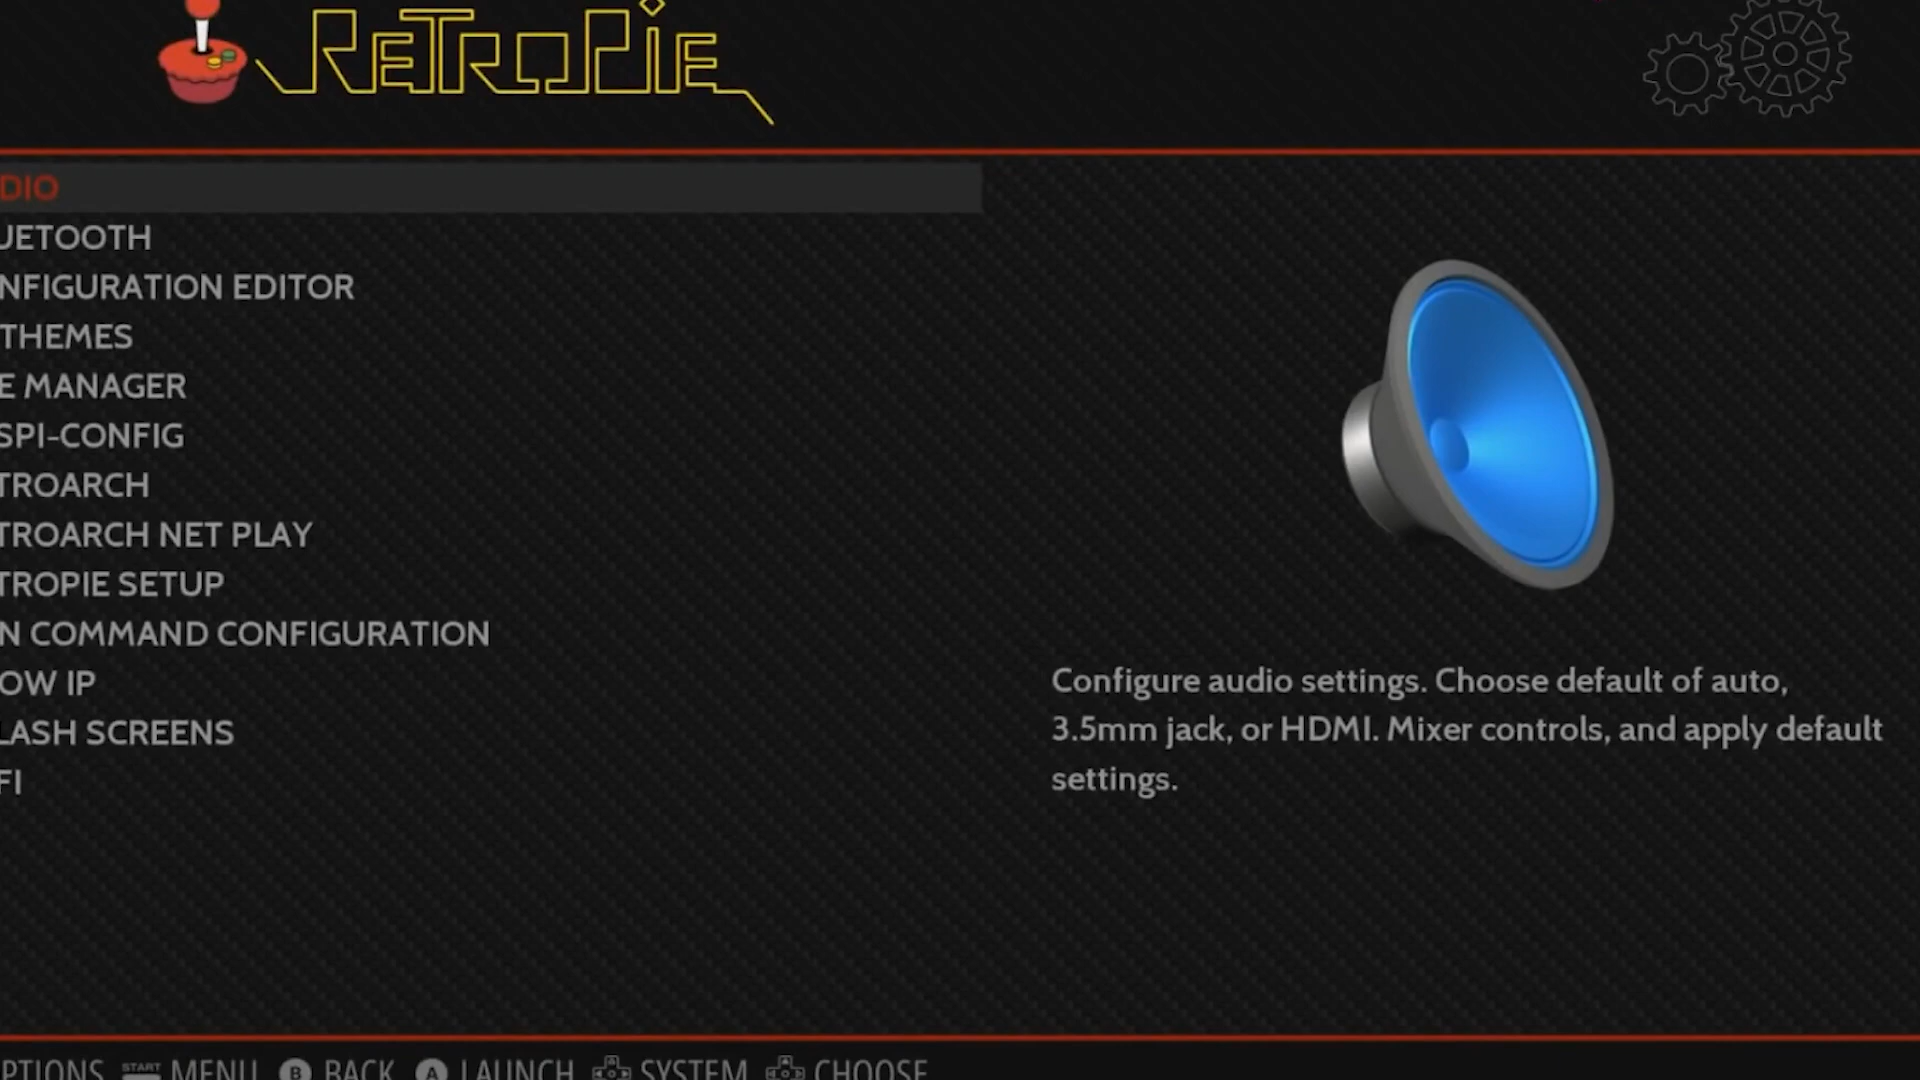 RETROPIE
DIO
UETOOTH
NFIGURATION EDITOR
THEMES
E MANAGER
SPI-CONFIG
TROARCH
TROARCH NET PLAY
TROPIE SETUP
N COMMAND CONFIGURATION
OW IP
LASH SCREENS
FI
Configure audio settings. Choose default of auto,
3.5mm jack, or HDMI. Mixer controls, and apply default
settings.
PTIONS START MENU B BACK A LAUNCH SYSTEM CHOOSE